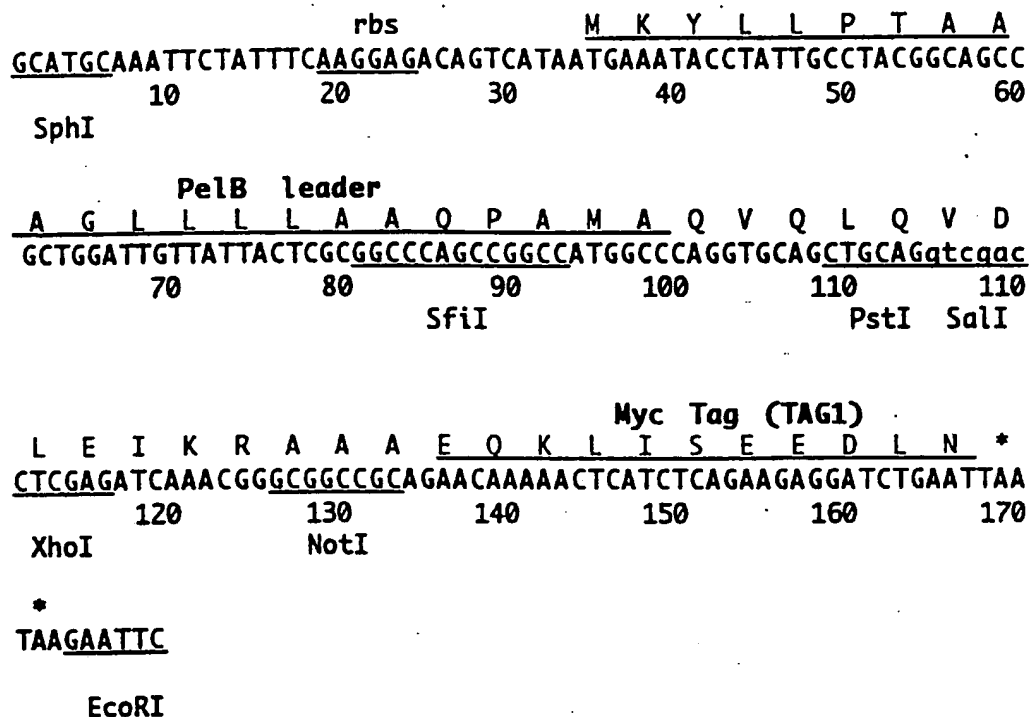 rbs M K Y L L P T A A
GCATGCAAATTCTATTTCAAGGAGACAGTCATAATGAAATACCTATTGCCTACGGCAGCC
10 20 30 40 50 60
SphI
PelB leader
A G L L L L A A Q P A M A Q V Q L Q V D
GCTGGATTGTTATTACTCGCGGCCCAGCCGGCCATGGCCCAGGTGCAGCTGCAGgtcgac
70 80 90 100 110 110
SfiI PstI SalI
Myc Tag (TAG1)
L E I K R A A A E Q K L I S E E D L N *
CTCGAGATCAAACGGGCGGCCGCAGAACAAAAACTCATCTCAGAAGAGGATCTGAATTAA
120 130 140 150 160 170
XhoI NotI
*
TAAGAATTC
EcoRI